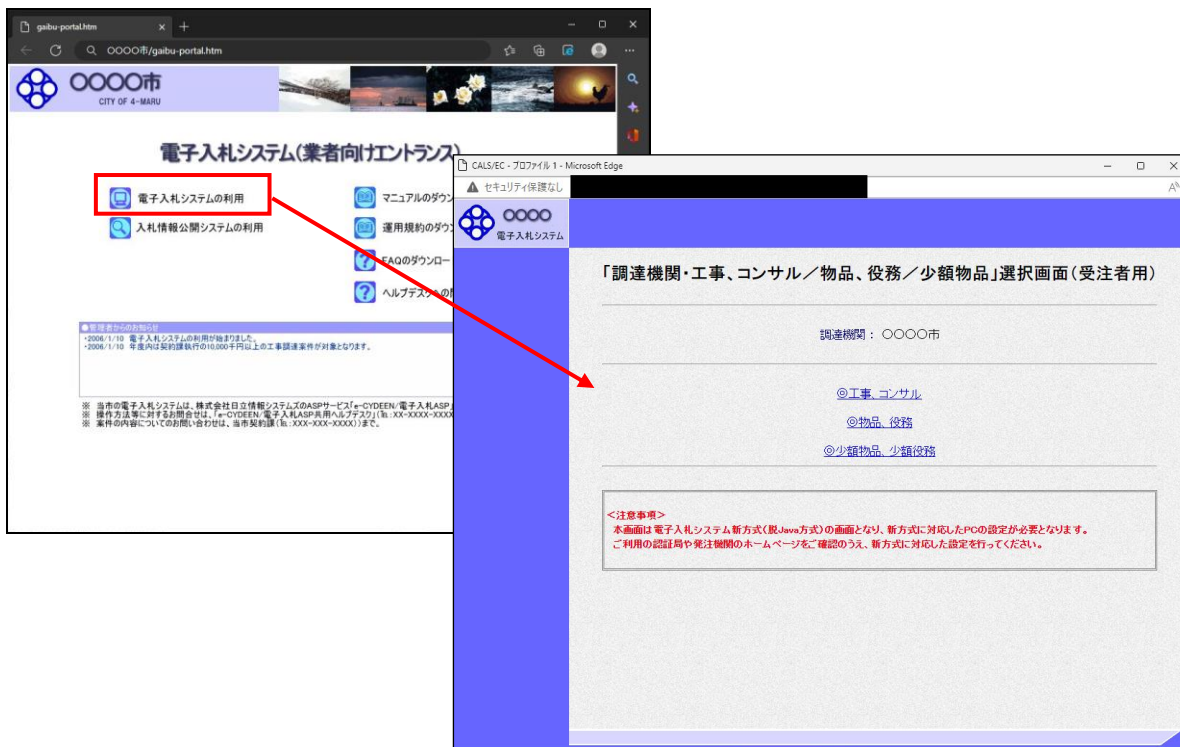 gaibu-portal.htm
〇〇〇〇市/gaibu-portal.htm
〇〇〇〇市
CITY OF 4-MARU
電子入札システム(業者向けエントランス)
電子入札システムの利用
マニュアルのダウン
入札情報公開システムの利用
運用規約のダウ
FAQのダウンロー
ヘルプデスクへの
●管理者からのお知らせ
・2006/1/10 電子入札システムの利用が始まりました。
・2006/1/10 年度内は契約課執行の10,000千円以上の工事調達案件が対象となります。
※ 当市の電子入札システムは、株式会社日立情報システムズのASPサービス「e-CYDEEN/電子入札ASP」
※ 操作方法等に対するお問合せは、「e-CYDEEN/電子入札ASP共用ヘルプデスク」(℡:XX-XXXX-XXXX
※ 案件の内容についてのお問い合わせは、当市契約課(℡:XXX-XXX-XXXX))まで。
CALS/EC - プロファイル 1 - Microsoft Edge
セキュリティ保護なし
〇〇〇〇
電子入札システム
「調達機関・工事、コンサル／物品、役務／少額物品」選択画面(受注者用)
調達機関： 〇〇〇〇市
◎工事、コンサル
◎物品、役務
◎少額物品、少額役務
＜注意事項＞
本画面は電子入札システム新方式(脱Java方式)の画面となり、新方式に対応したPCの設定が必要となります。
ご利用の認証局や発注機関のホームページをご確認のうえ、新方式に対応した設定を行ってください。